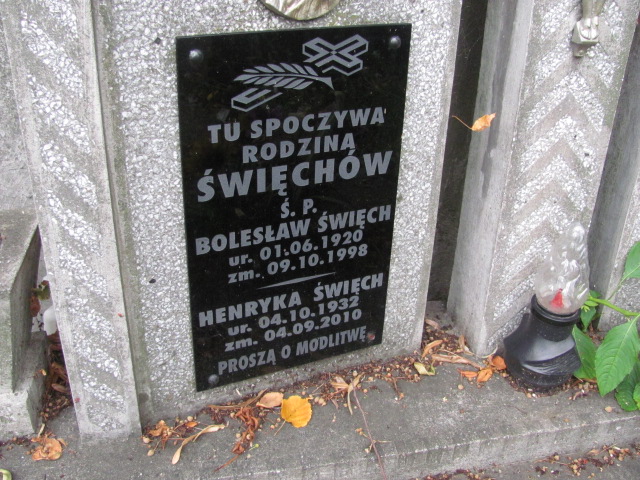 TU SPOCZYWA
RODZINA
ŚWIĘCHÓW
Ś. P.
BOLESŁAW ŚWIĘCH
ur. 01.06.1920
zm. 09.10.1998
HENRYKA ŚWIĘCH
ur. 04.10.1932
zm. 04.09.2010
PROSZĄ O MODLITWĘ